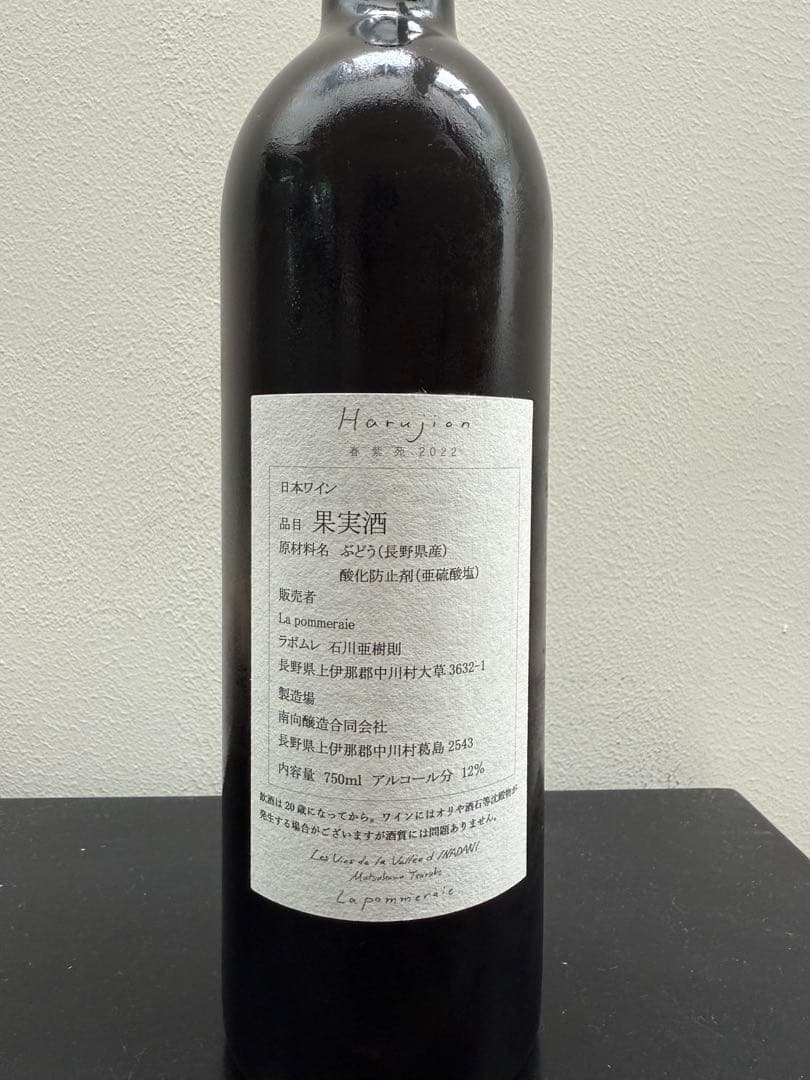 Harujion
春紫苑 2022
日本ワイン
品目 果実酒
原材料名 ぶどう(長野県産)
酸化防止剤(亜硫酸塩)
販売者
La pommeraie
ラポムレ 石川亜樹則
長野県上伊那郡中川村大草3632-1
製造場
南向醸造合同会社
長野県上伊那郡中川村葛島2543
内容量 750ml アルコール分 12%
飲酒は20歳になってから。ワインにはオリや酒石等沈殿物が
発生する場合がございますが酒質には問題ありません。
Les Vins de la Vallée d'INADANI
La pommeraie